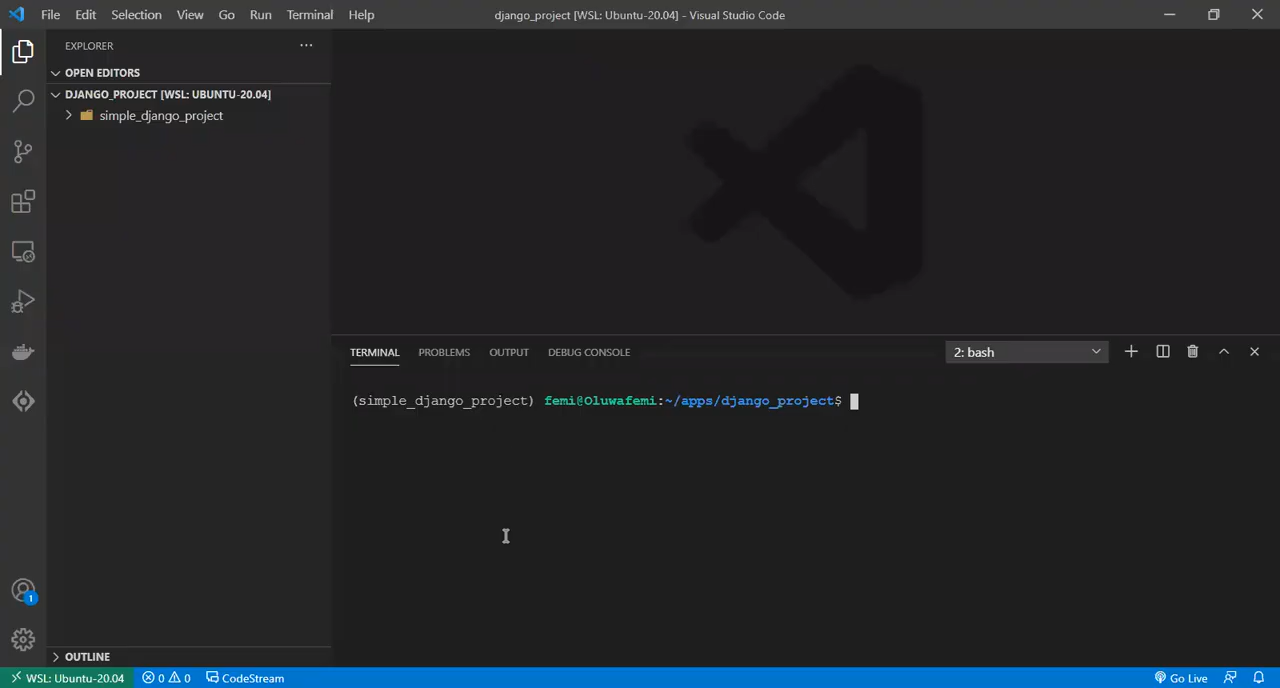 File Edit Selection View Go Run Terminal Help django_project [WSL: Ubuntu-20.04] - Visual Studio Code
EXPLORER
OPEN EDITORS
DJANGO_PROJECT [WSL: UBUNTU-20.04]
simple_django_project
TERMINAL PROBLEMS OUTPUT DEBUG CONSOLE 2: bash
(simple_django_project) femi@Oluwafemi:~/apps/django_project$
1
OUTLINE
WSL: Ubuntu-20.04 0 0 CodeStream Go Live